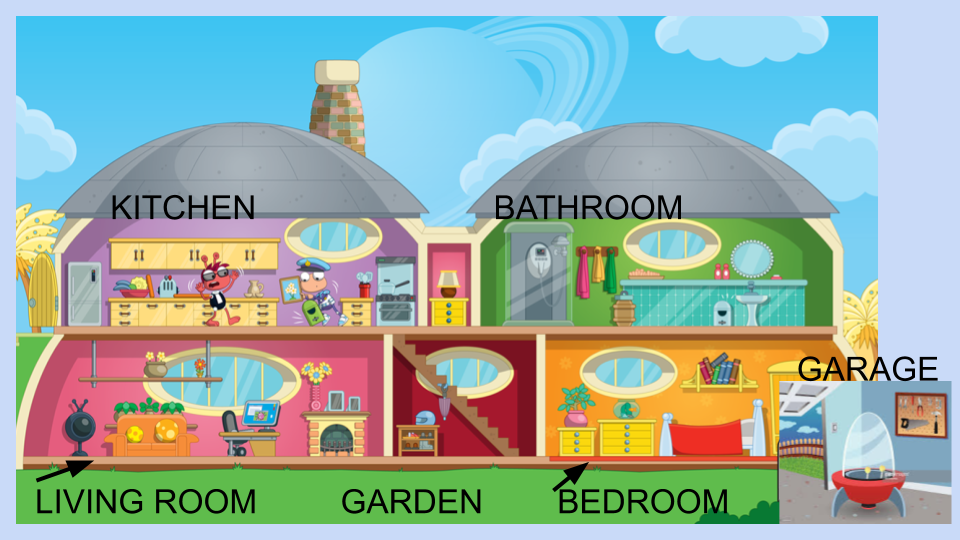 KITCHEN
BATHROOM
GARAGE
LIVING ROOM
GARDEN
BEDROOM